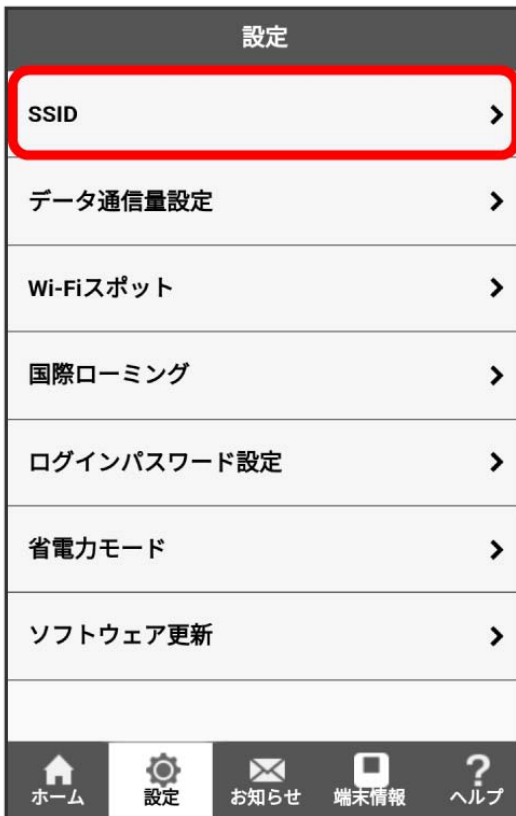 設定
SSID
データ通信量設定
Wi-Fiスポット
国際ローミング
ログインパスワード設定
省電力モード
ソフトウェア更新
ホーム
設定
お知らせ
端末情報
ヘルプ